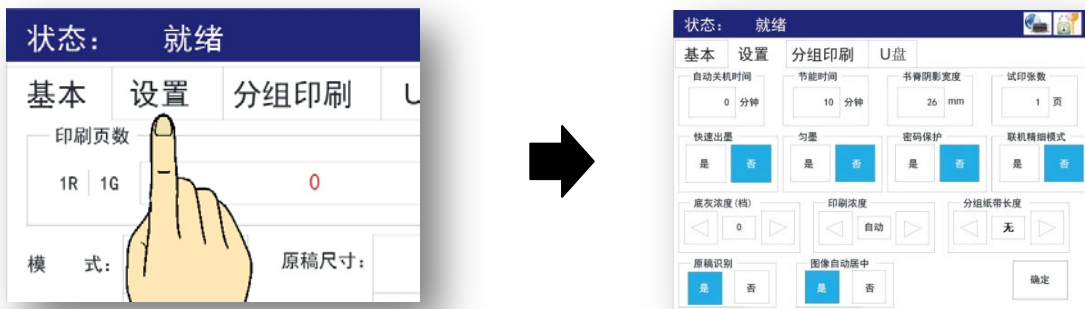 状态： 就绪
基本 设置 分组印刷 U
印刷页数
1R 1G 0
模 式： 原稿尺寸：
状态： 就绪
基本 设置 分组印刷 U盘
自动关机时间 节能时间 书脊阴影宽度 试印张数
0 分钟 10 分钟 26 mm 1 页
快速出墨 匀墨 密码保护 联机精细模式
是 否 是 否 是 否 是 否
底灰浓度(档) 印刷浓度 分组纸带长度
0 自动 无
原稿识别 图像自动居中
是 否 是 否 确定